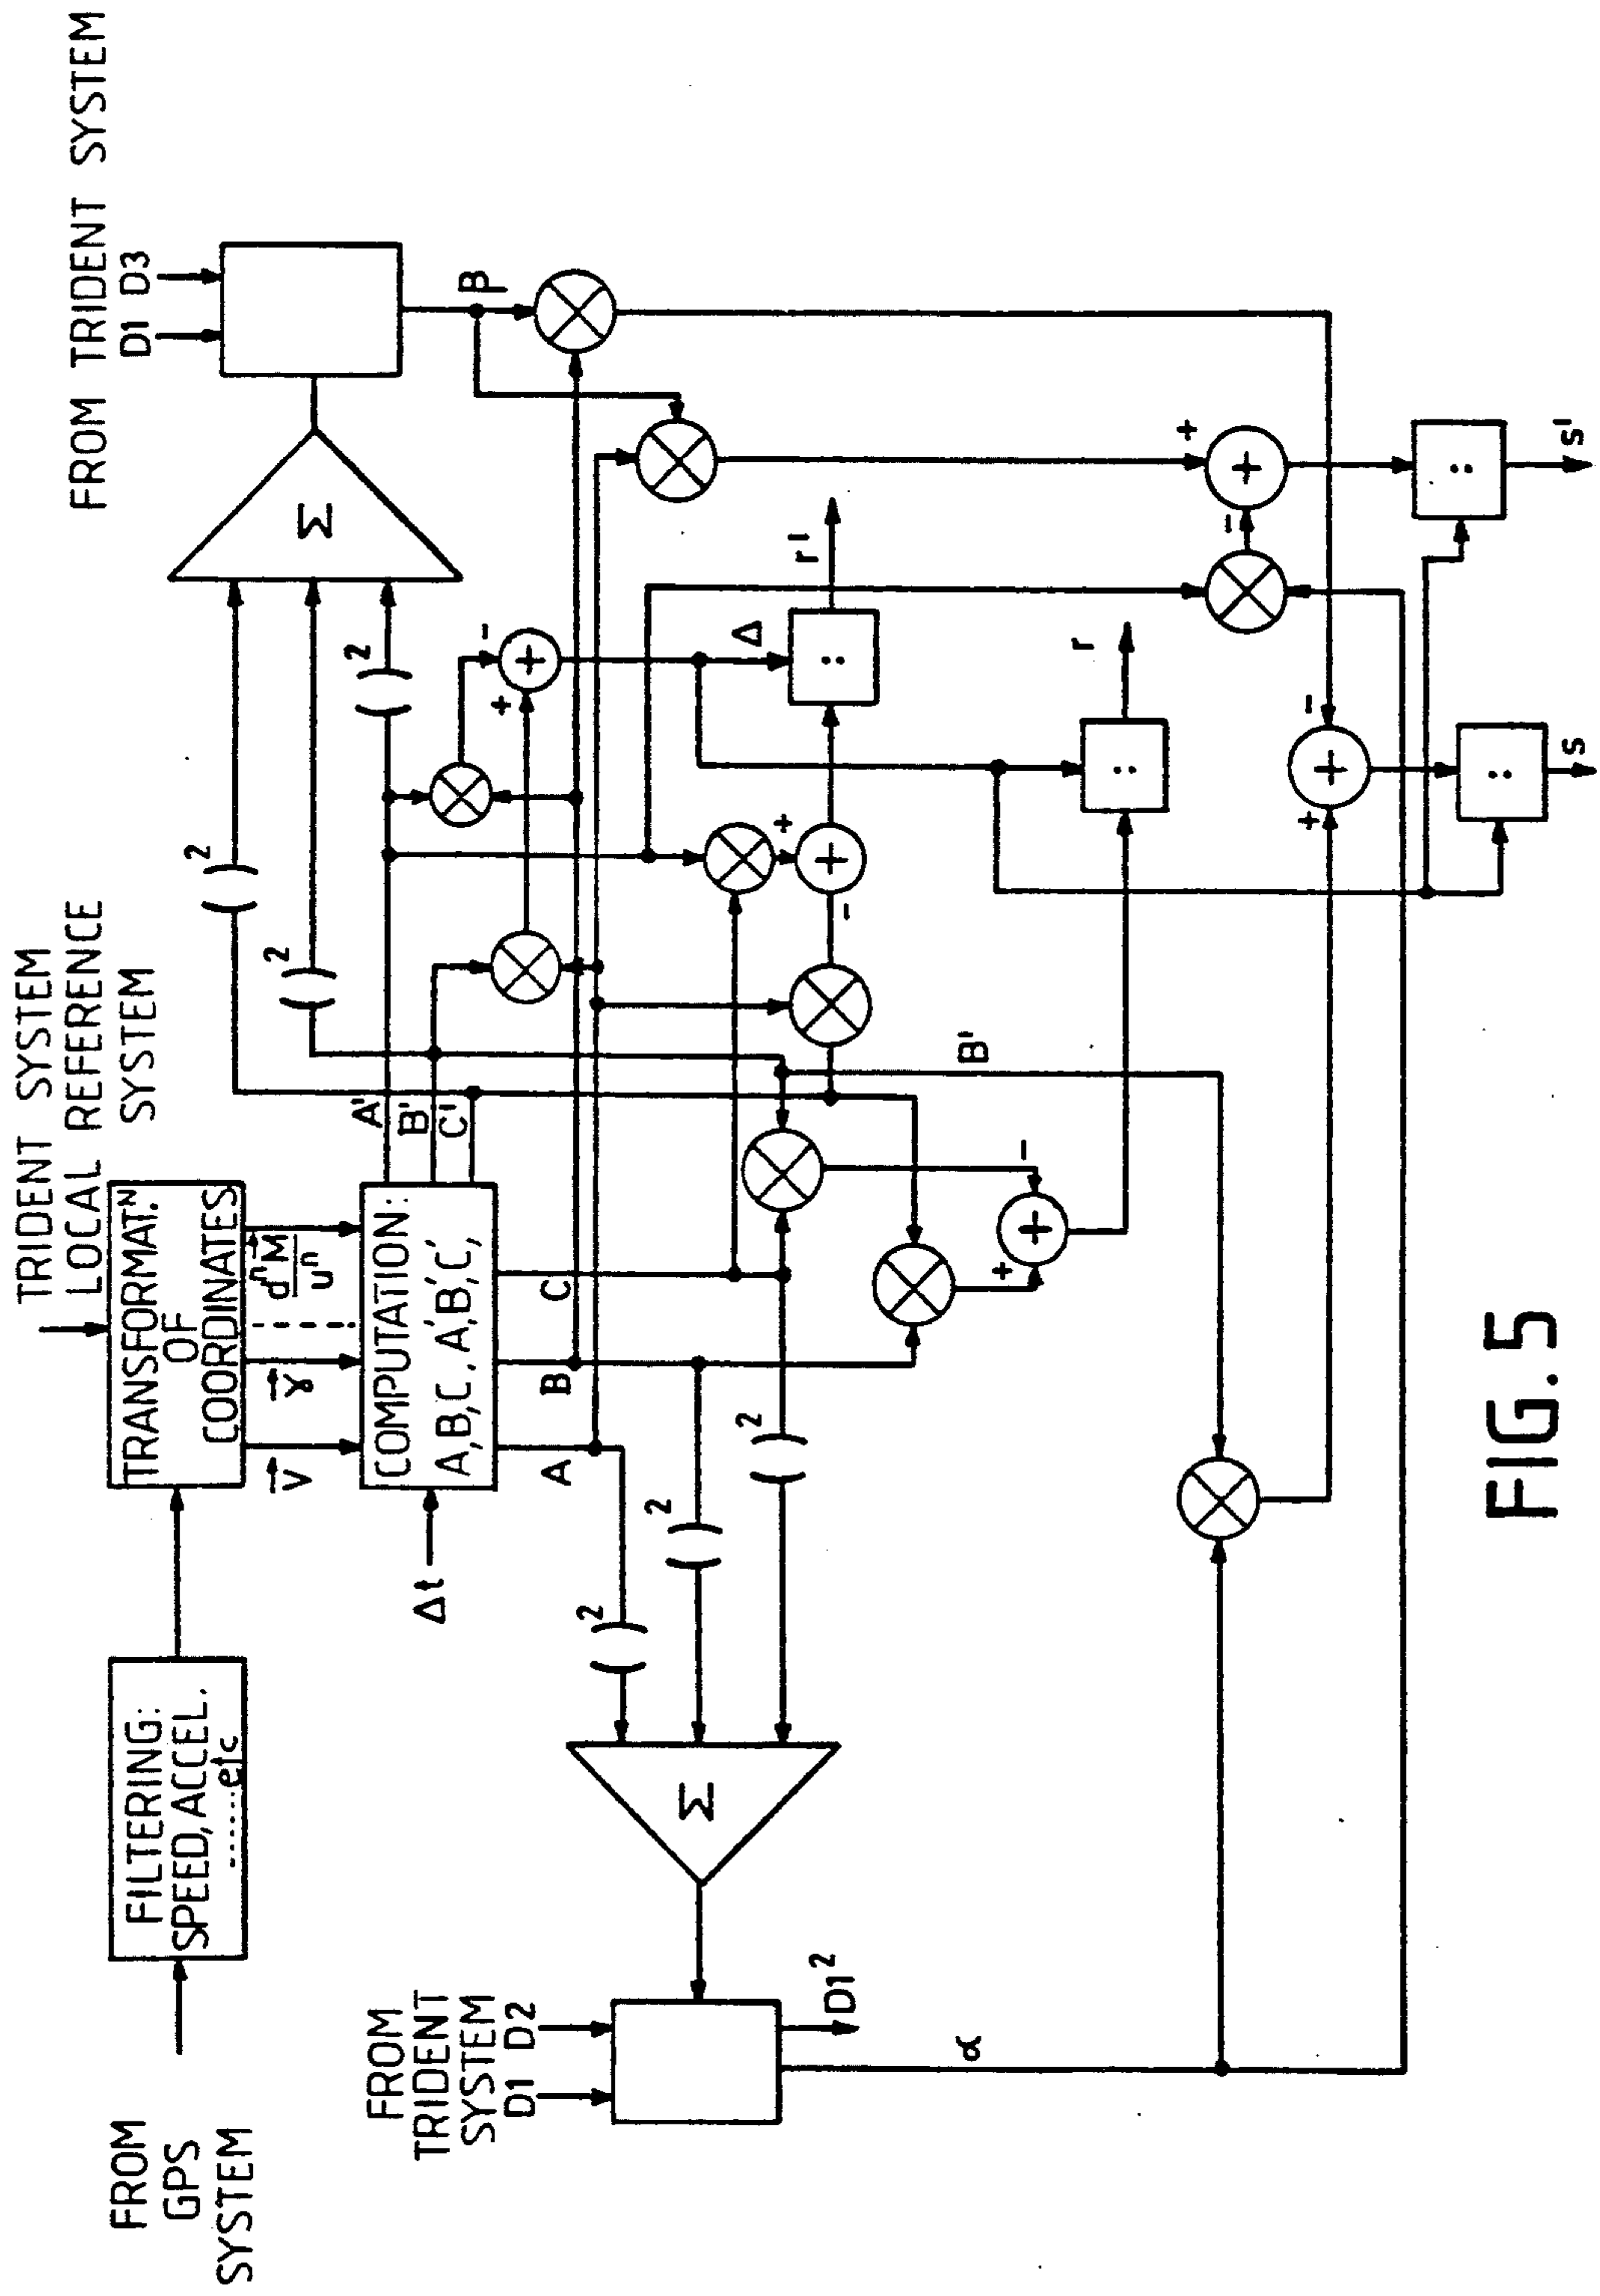 FROM
GPS
SYSTEM
FILTERING:
SPEED, ACCEL.
......etc
TRIDENT SYSTEM
LOCAL REFERENCE
SYSTEM
TRANSFORMAT.N
OF
COORDINATES
V
γ
dⁿM
uⁿ
Δt
COMPUTATION:
A,B,C, A',B',C',
A'
B'
C'
A
B
C
( )²
( )²
( )²
Σ
FROM TRIDENT SYSTEM
D1 D3
β
( )²
( )²
( )²
Σ
FROM
TRIDENT
SYSTEM
D1 D2
D1²
α
+
-
+
Δ
:
r'
+
-
+
B'
+
-
+
:
r
+
-
+
:
s'
+
-
+
:
s
FIG. 5